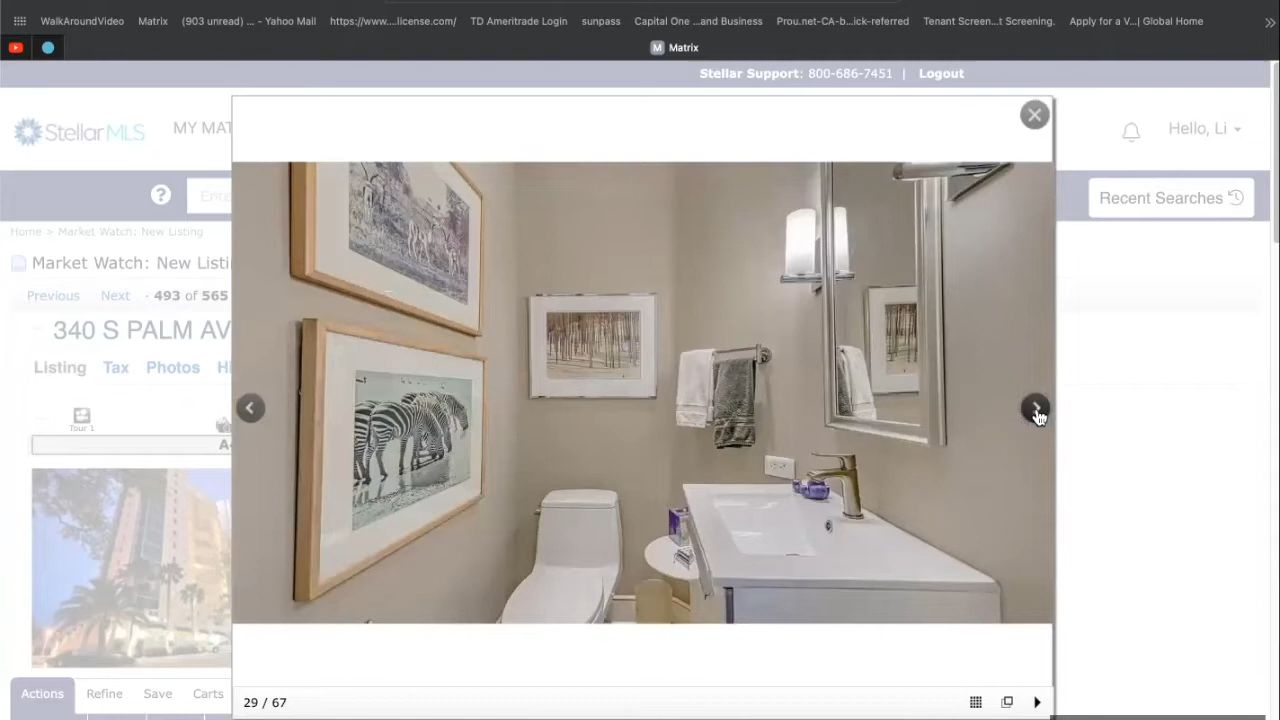 WalkAroundVideo Matrix (903 unread) ... – Yahoo Mail https://www....license.com/ TD Ameritrade Login sunpass Capital One ...and Business Prou.net-CA-b...ick-referred Tenant Screen...t Screening. Apply for a V...| Global Home
M Matrix
Stellar Support: 800-686-7451 | Logout
StellarMLS MY MAT Hello, Li
? Ente Recent Searches
Home > Market Watch: New Listing
Market Watch: New Listi
Previous Next · 493 of 565
340 S PALM AV
Listing Tax Photos Hi
Tour 1
A
Actions Refine Save Carts
29 / 67